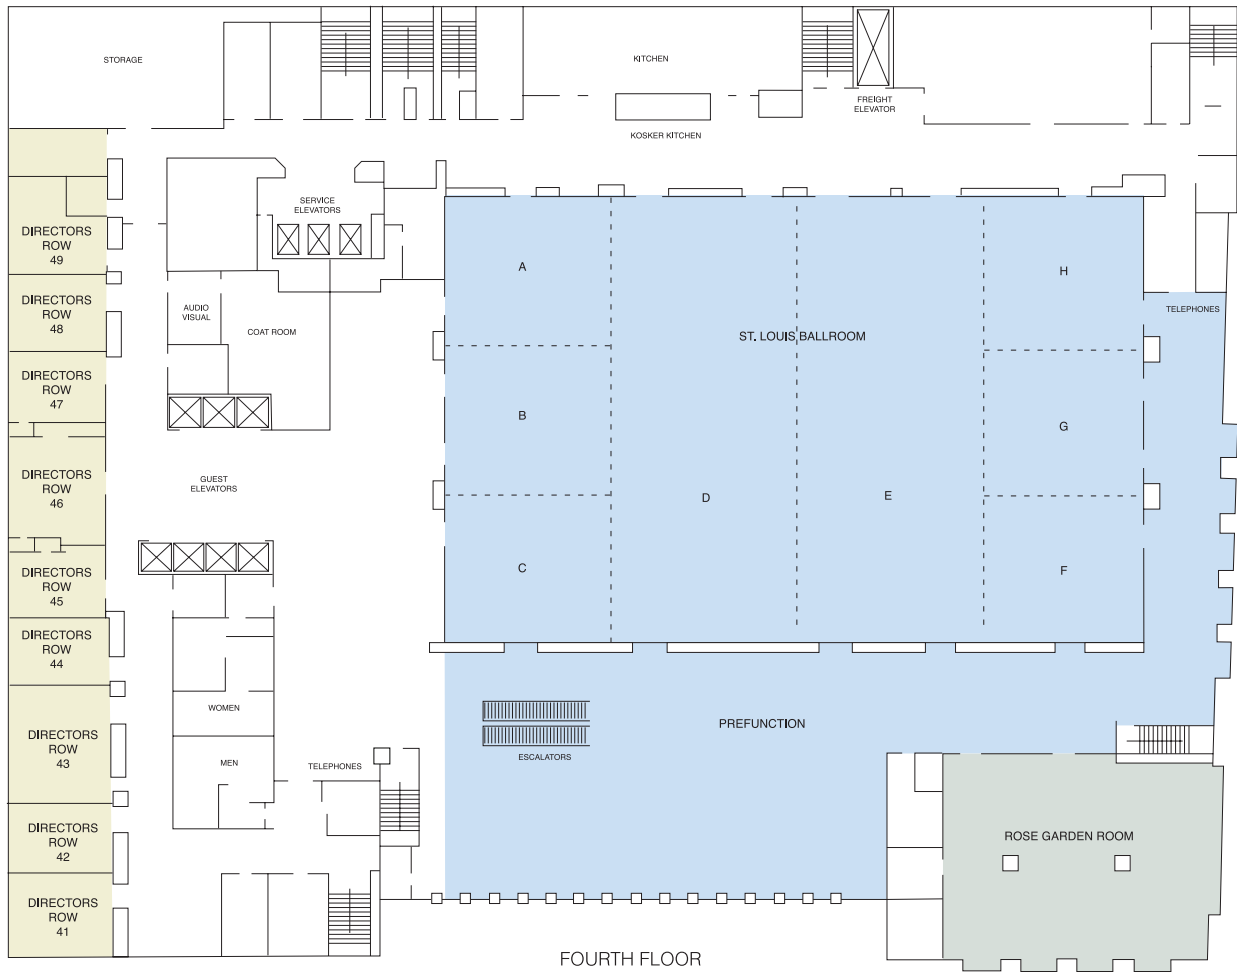 STORAGE
KITCHEN
FREIGHT
ELEVATOR
KOSKER KITCHEN
SERVICE
ELEVATORS
DIRECTORS
ROW
49
A
H
DIRECTORS
ROW
48
AUDIO
VISUAL
COAT ROOM
ST. LOUIS BALLROOM
TELEPHONES
DIRECTORS
ROW
47
B
G
DIRECTORS
ROW
46
GUEST
ELEVATORS
D
E
DIRECTORS
ROW
45
C
F
DIRECTORS
ROW
44
WOMEN
PREFUNCTION
DIRECTORS
ROW
43
MEN
TELEPHONES
ESCALATORS
DIRECTORS
ROW
42
ROSE GARDEN ROOM
DIRECTORS
ROW
41
FOURTH FLOOR